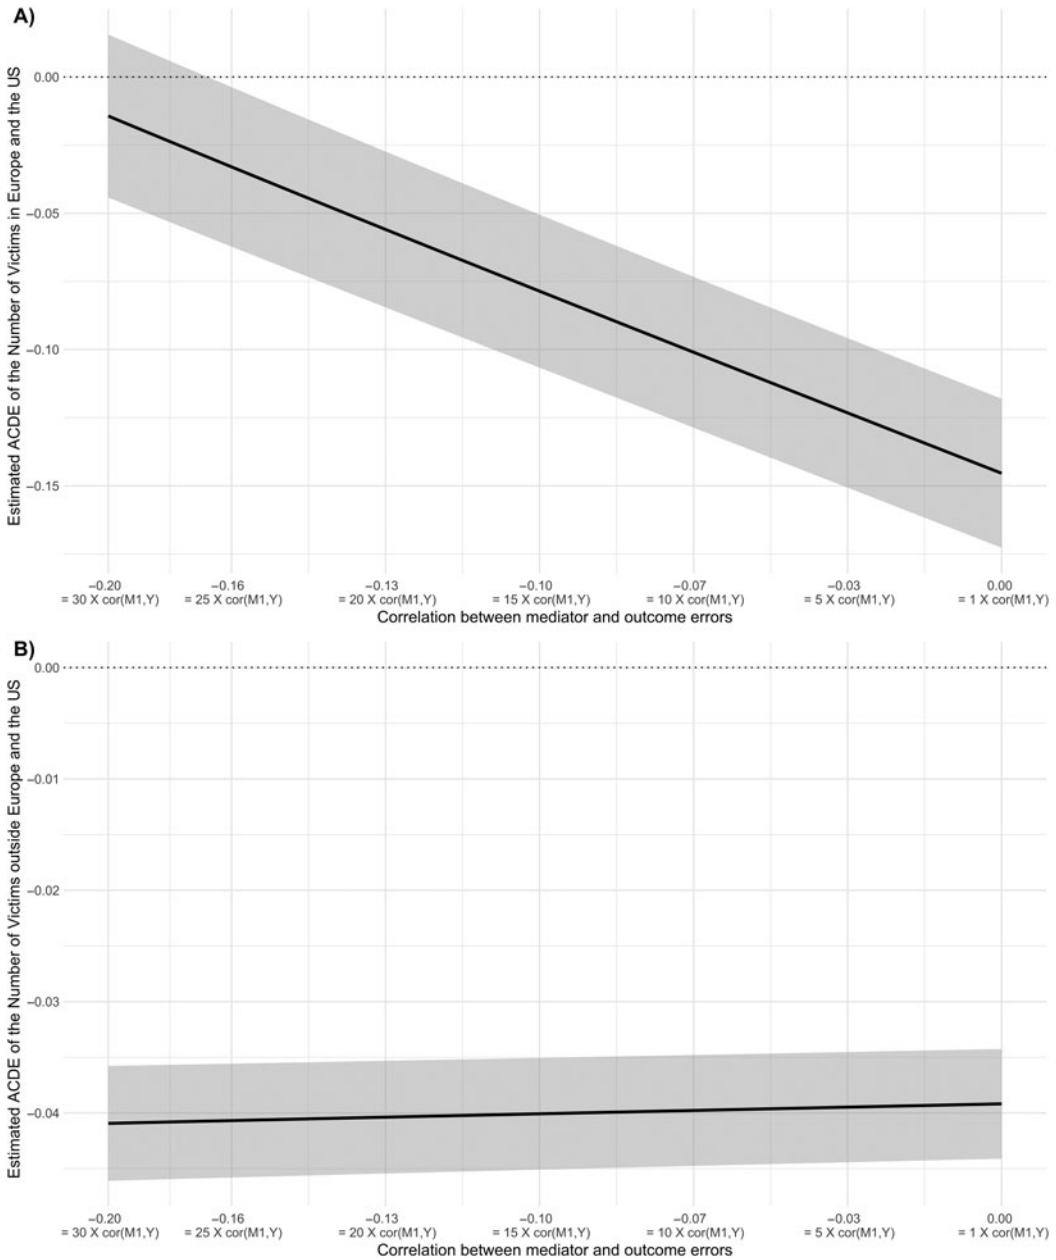 A)
Estimated ACDE of the Number of Victims in Europe and the US
0.00
−0.05
−0.10
−0.15
−0.20 −0.16 −0.13 −0.10 −0.07 −0.03 0.00
= 30 X cor(M1,Y) = 25 X cor(M1,Y) = 20 X cor(M1,Y) = 15 X cor(M1,Y) = 10 X cor(M1,Y) = 5 X cor(M1,Y) = 1 X cor(M1,Y)
Correlation between mediator and outcome errors
B)
Estimated ACDE of the Number of Victims outside Europe and the US
0.00
−0.01
−0.02
−0.03
−0.04
−0.20 −0.16 −0.13 −0.10 −0.07 −0.03 0.00
= 30 X cor(M1,Y) = 25 X cor(M1,Y) = 20 X cor(M1,Y) = 15 X cor(M1,Y) = 10 X cor(M1,Y) = 5 X cor(M1,Y) = 1 X cor(M1,Y)
Correlation between mediator and outcome errors